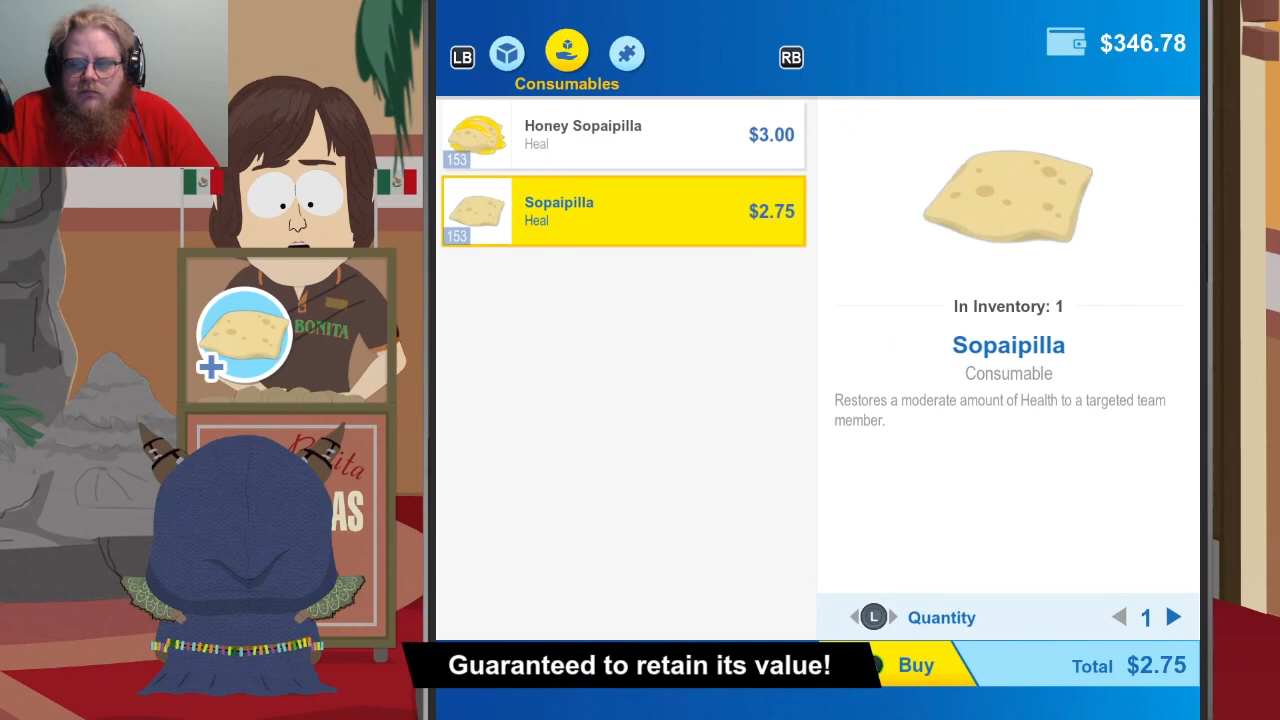 LB
RB
$346.78
Consumables
Honey Sopaipilla
Heal
$3.00
153
Sopaipilla
Heal
$2.75
153
In Inventory: 1
Sopaipilla
Consumable
Restores a moderate amount of Health to a targeted team
member.
BONITA
AS
L
Quantity
1
Guaranteed to retain its value!
Buy
Total $2.75